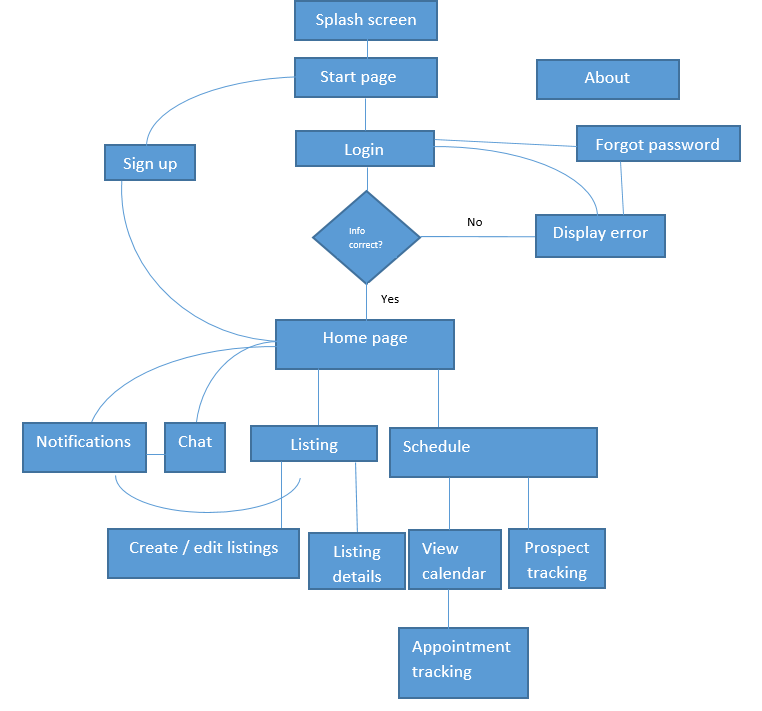 Splash screen
Start page
About
Login
Forgot password
Sign up
Info
correct?
No
Display error
Yes
Home page
Notifications
Chat
Listing
Schedule
Create / edit listings
Listing
details
View
calendar
Prospect
tracking
Appointment
tracking